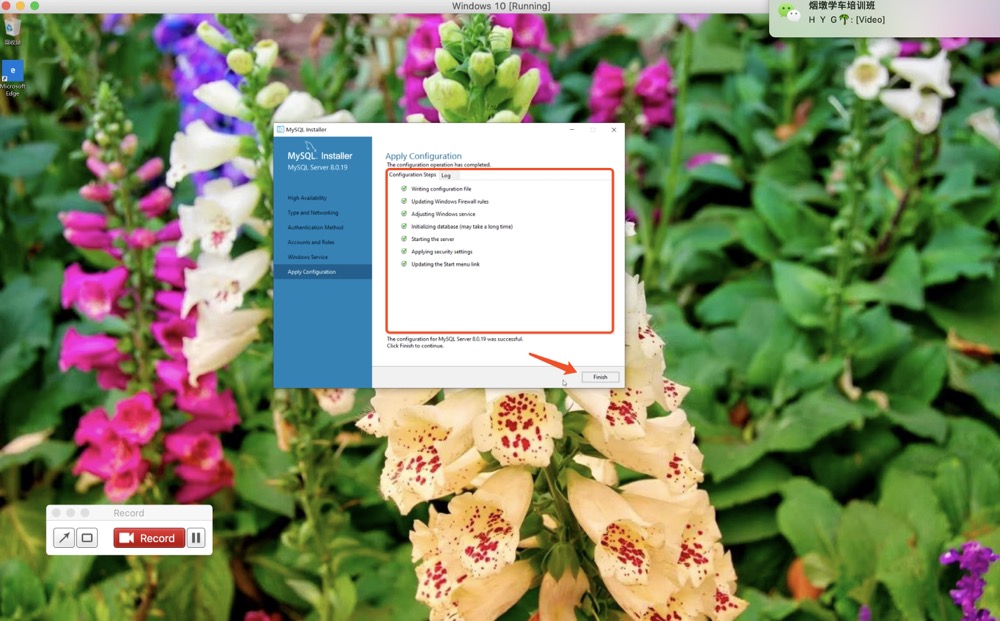 Windows 10 [Running]
烟墩学车培训班
H Y G🌴: [Video]
回收站
Microsoft
Edge
MySQL Installer
MySQL. Installer
MySQL Server 8.0.19
High Availability
Type and Networking
Authentication Method
Accounts and Roles
Windows Service
Apply Configuration
Apply Configuration
The configuration operation has completed.
Configuration Steps Log
Writing configuration file
Updating Windows Firewall rules
Adjusting Windows service
Initializing database (may take a long time)
Starting the server
Applying security settings
Updating the Start menu link
The configuration for MySQL Server 8.0.19 was successful.
Click Finish to continue.
Finish
Record
Record